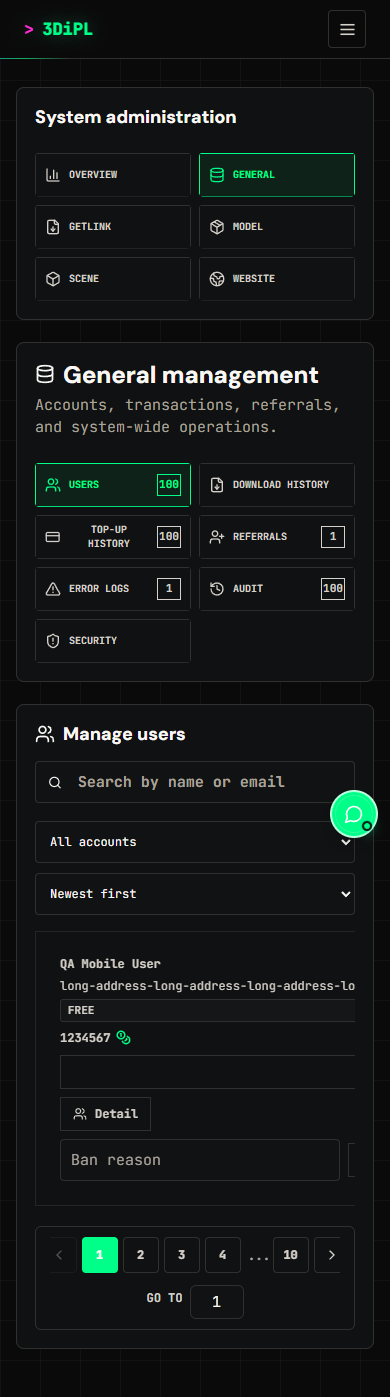 > 3DiPL
System administration
OVERVIEW
GENERAL
GETLINK
MODEL
SCENE
WEBSITE
General management
Accounts, transactions, referrals,
and system-wide operations.
USERS 100
DOWNLOAD HISTORY
TOP-UP
HISTORY
100
REFERRALS 1
ERROR LOGS 1
AUDIT 100
SECURITY
Manage users
Search by name or email
All accounts
Newest first
QA Mobile User
long-address-long-address-long-address-lo
FREE
1234567
Detail
Ban reason
1 2 3 4 ... 10
GO TO 1